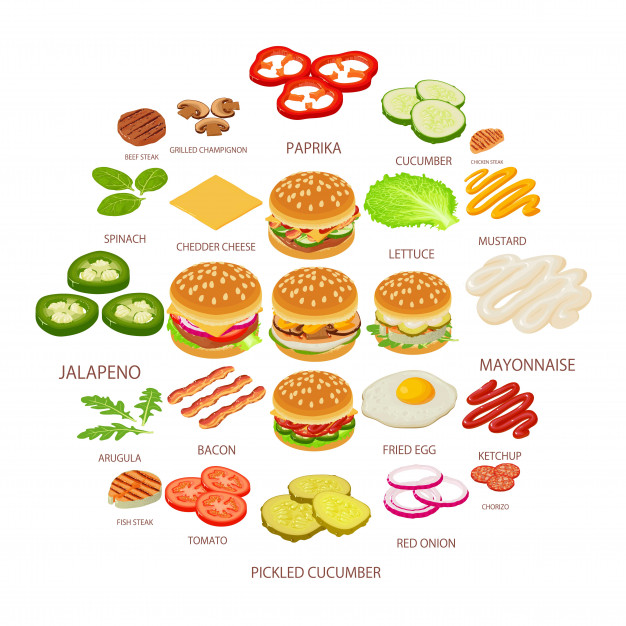 PAPRIKA
BEEF STEAK
GRILLED CHAMPIGNON
CUCUMBER
CHICKEN STEAK
SPINACH
CHEDDER CHEESE
LETTUCE
MUSTARD
JALAPENO
MAYONNAISE
ARUGULA
BACON
FRIED EGG
KETCHUP
FISH STEAK
TOMATO
RED ONION
CHORIZO
PICKLED CUCUMBER